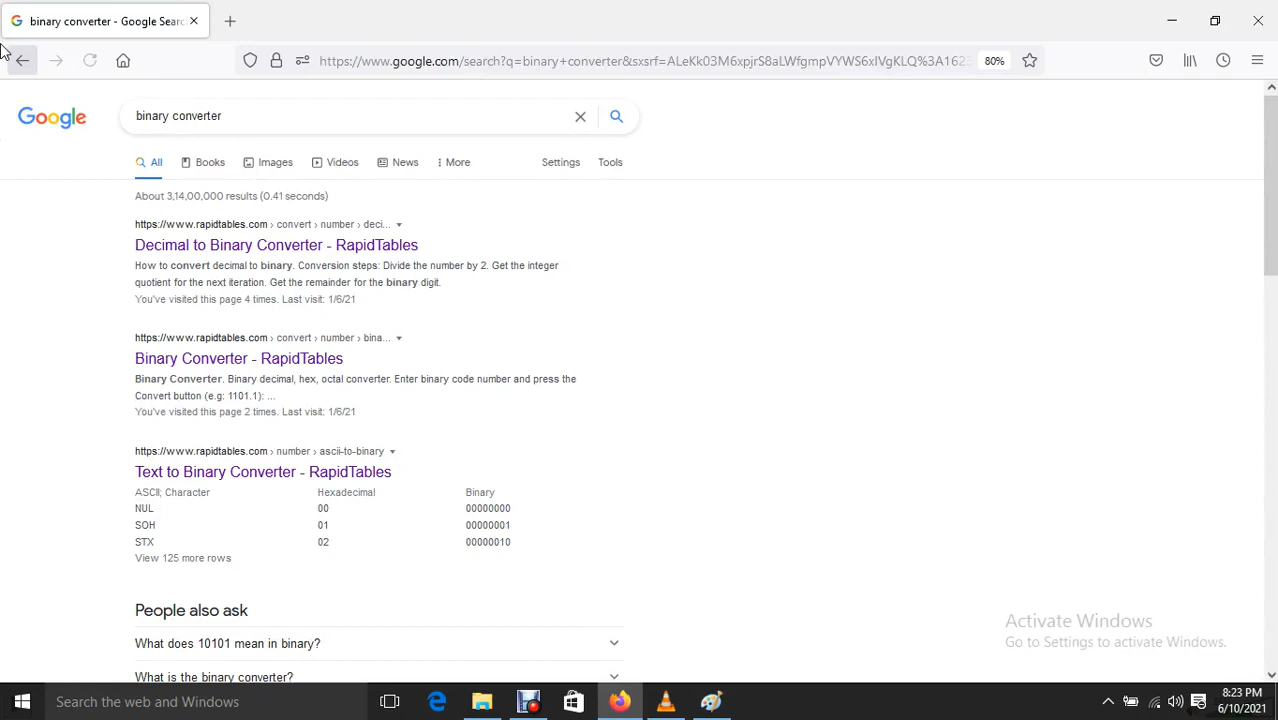 binary converter - Google Searc
https://www.google.com/search?q=binary+converter&sxsrf=ALeKk03M6xpjrS8aLWfgmpVYWS6xIVgKLQ%3A1623
80%
Google
binary converter
All Books Images Videos News More Settings Tools
About 3,14,00,000 results (0.41 seconds)
https://www.rapidtables.com › convert › number › deci...
Decimal to Binary Converter - RapidTables
How to convert decimal to binary. Conversion steps: Divide the number by 2. Get the integer
quotient for the next iteration. Get the remainder for the binary digit.
You've visited this page 4 times. Last visit: 1/6/21
https://www.rapidtables.com › convert › number › bina...
Binary Converter - RapidTables
Binary Converter. Binary decimal, hex, octal converter. Enter binary code number and press the
Convert button (e.g: 1101.1): ...
You've visited this page 2 times. Last visit: 1/6/21
https://www.rapidtables.com › number › ascii-to-binary
Text to Binary Converter - RapidTables
ASCII; Character Hexadecimal Binary
NUL 00 00000000
SOH 01 00000001
STX 02 00000010
View 125 more rows
People also ask
What does 10101 mean in binary?
What is the binary converter?
Activate Windows
Go to Settings to activate Windows.
Search the web and Windows
8:23 PM
6/10/2021